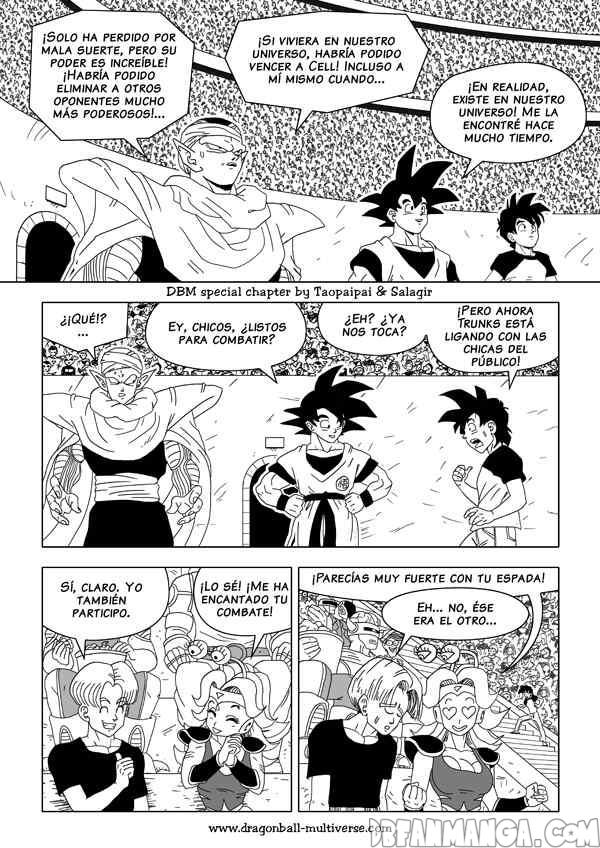 ¡SOLO HA PERDIDO POR
MALA SUERTE, PERO SU
PODER ES INCREÍBLE!
¡HABRÍA PODIDO
ELIMINAR A OTROS
OPONENTES MUCHO
MÁS PODEROSOS!...
¡SI VIVIERA EN NUESTRO
UNIVERSO, HABRÍA PODIDO
VENCER A CELL! INCLUSO A
MÍ MISMO CUANDO...
¡EN REALIDAD,
EXISTE EN NUESTRO
UNIVERSO! ME LA
ENCONTRÉ HACE
MUCHO TIEMPO.
DBM special chapter by Taopaipai & Salagir
¿¡QUÉ!?
...
EY, CHICOS, ¿LISTOS
PARA COMBATIR?
¿EH? ¿YA
NOS TOCA?
¡PERO AHORA
TRUNKS ESTÁ
LIGANDO CON LAS
CHICAS DEL
PÚBLICO!
SÍ, CLARO. YO
TAMBIÉN
PARTICIPO.
¡LO SÉ! ¡ME HA
ENCANTADO TU
COMBATE!
¡PARECÍAS MUY FUERTE CON TU ESPADA!
EH... NO, ÉSE
ERA EL OTRO...
www.dragonball-multiverse.com
DBFANMANGA.COM